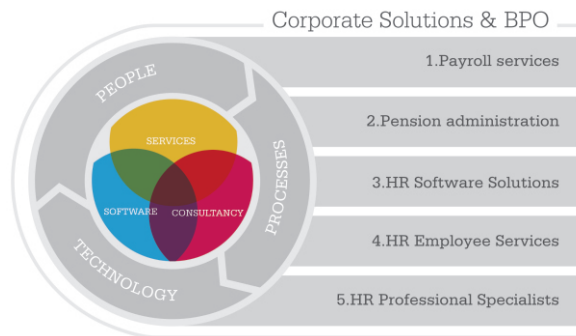 Corporate Solutions & BPO
PEOPLE
PROCESSES
TECHNOLOGY
SERVICES
SOFTWARE
CONSULTANCY
1.Payroll services
2.Pension administration
3.HR Software Solutions
4.HR Employee Services
5.HR Professional Specialists